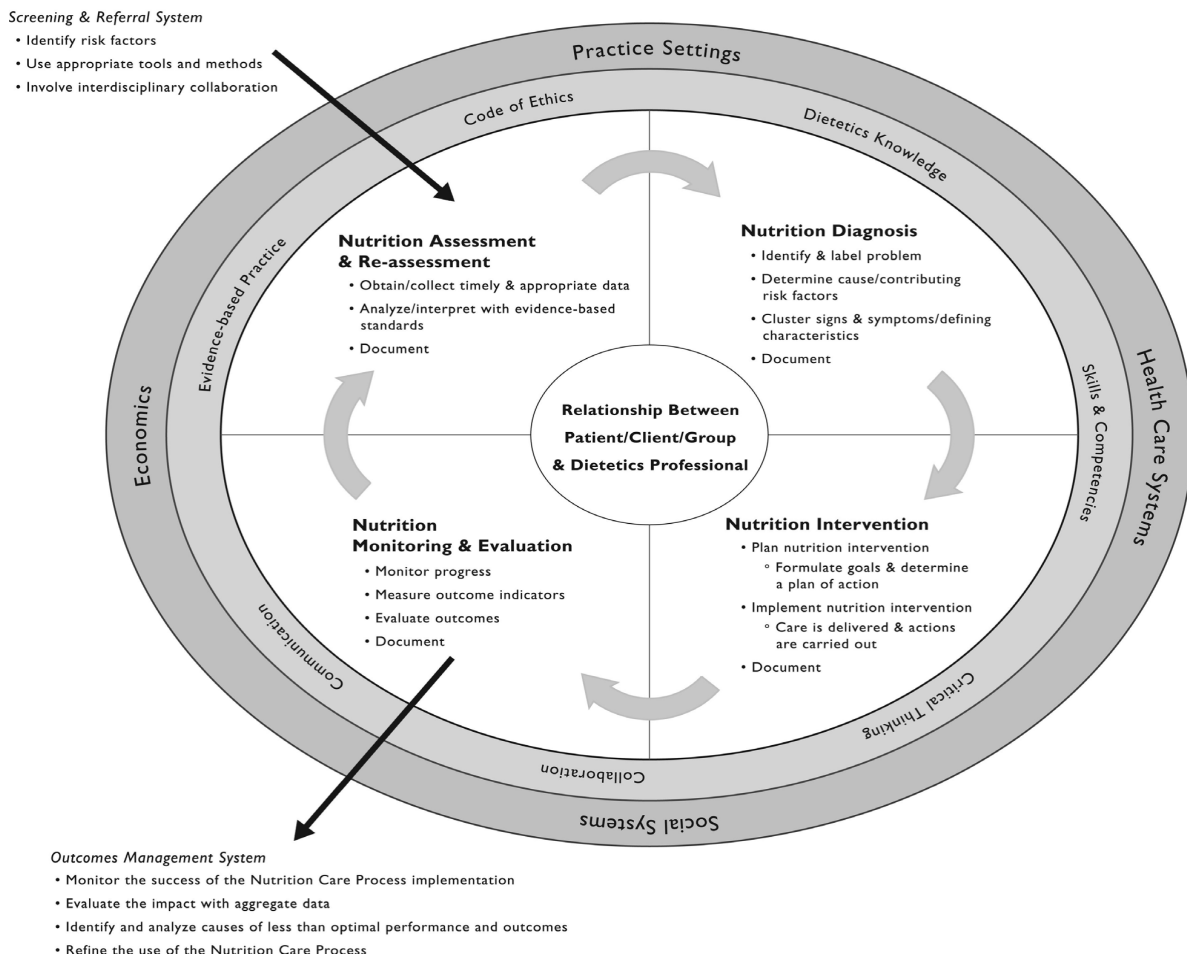 Screening & Referral System
• Identify risk factors
• Use appropriate tools and methods
• Involve interdisciplinary collaboration
Practice Settings
Code of Ethics
Dietetics Knowledge
Evidence-based Practice
Economics
Health Care Systems
Skills & Competencies
Nutrition Assessment
& Re-assessment
• Obtain/collect timely & appropriate data
• Analyze/interpret with evidence-based
standards
• Document
Nutrition Diagnosis
• Identify & label problem
• Determine cause/contributing
risk factors
• Cluster signs & symptoms/defining
characteristics
• Document
Relationship Between
Patient/Client/Group
& Dietetics Professional
Nutrition
Monitoring & Evaluation
• Monitor progress
• Measure outcome indicators
• Evaluate outcomes
• Document
Nutrition Intervention
• Plan nutrition intervention
° Formulate goals & determine
a plan of action
• Implement nutrition intervention
° Care is delivered & actions
are carried out
• Document
Communication
Critical Thinking
Collaboration
Social Systems
Outcomes Management System
• Monitor the success of the Nutrition Care Process implementation
• Evaluate the impact with aggregate data
• Identify and analyze causes of less than optimal performance and outcomes
• Refine the use of the Nutrition Care Process